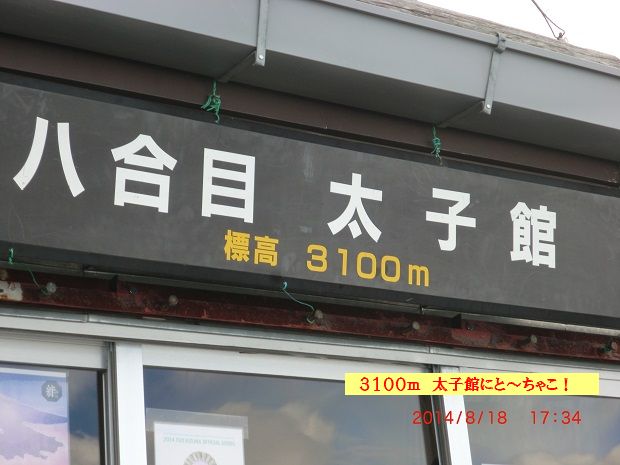 八合目 太子館
標高 3100m
3100m 太子館にと～ちゃこ！
2014/8/18 17:34